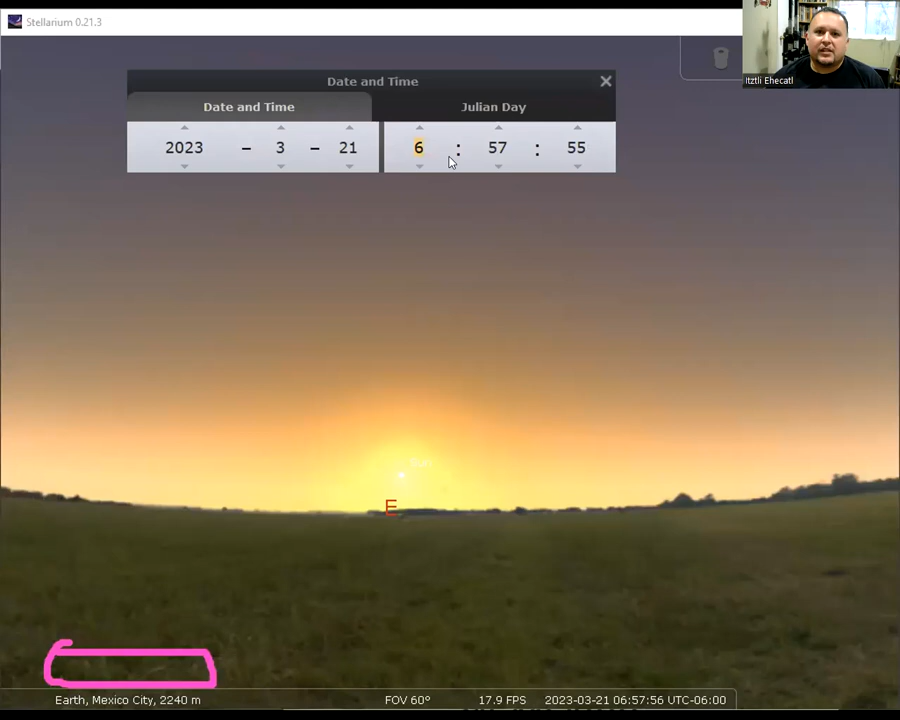 Stellarium 0.21.3
Itztli Ehecatl
Date and Time
Date and Time
Julian Day
2023 - 3 - 21
6 : 57 : 55
Sun
E
Earth, Mexico City, 2240 m
FOV 60°
17.9 FPS
2023-03-21 06:57:56 UTC-06:00